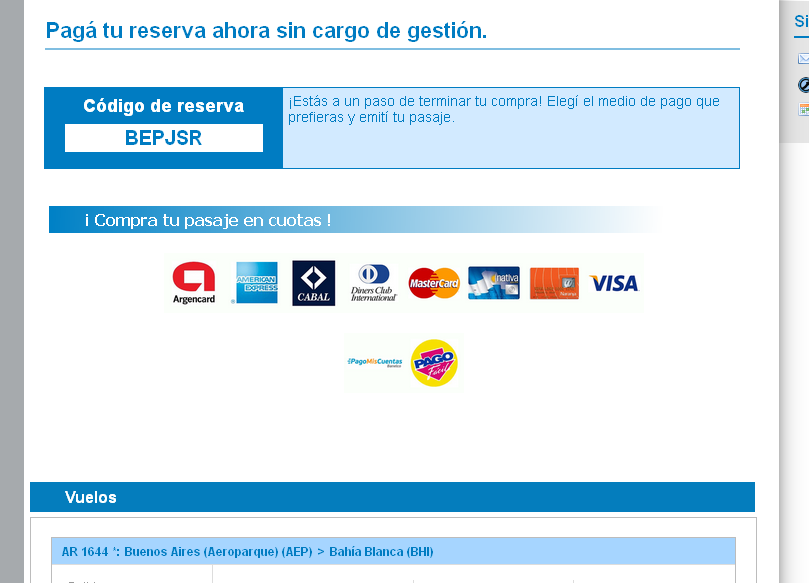 Pagá tu reserva ahora sin cargo de gestión.
Si
Código de reserva
BEPJSR
¡Estás a un paso de terminar tu compra! Elegí el medio de pago que
prefieras y emití tu pasaje.
¡ Compra tu pasaje en cuotas !
Argencard
AMERICAN
EXPRESS
CABAL
Diners Club
International
MasterCard
nativa
Naranja
VISA
PagoMisCuentas
PAGO
Fácil
Vuelos
AR 1644 *: Buenos Aires (Aeroparque) (AEP) > Bahía Blanca (BHI)